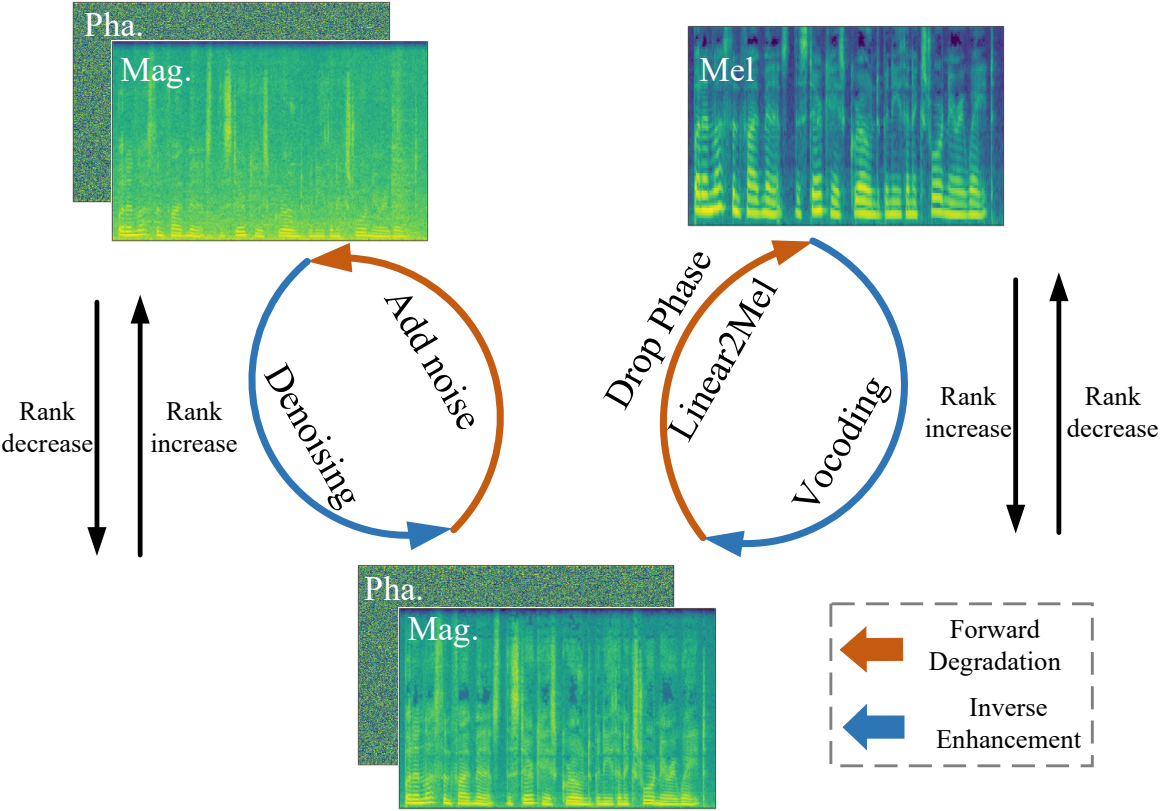 Pha.
Mag.
Mel
Add noise
Denoising
Drop Phase
Linear2Mel
Vocoding
Rank
decrease
Rank
increase
Rank
increase
Rank
decrease
Pha.
Mag.
Forward
Degradation
Inverse
Enhancement